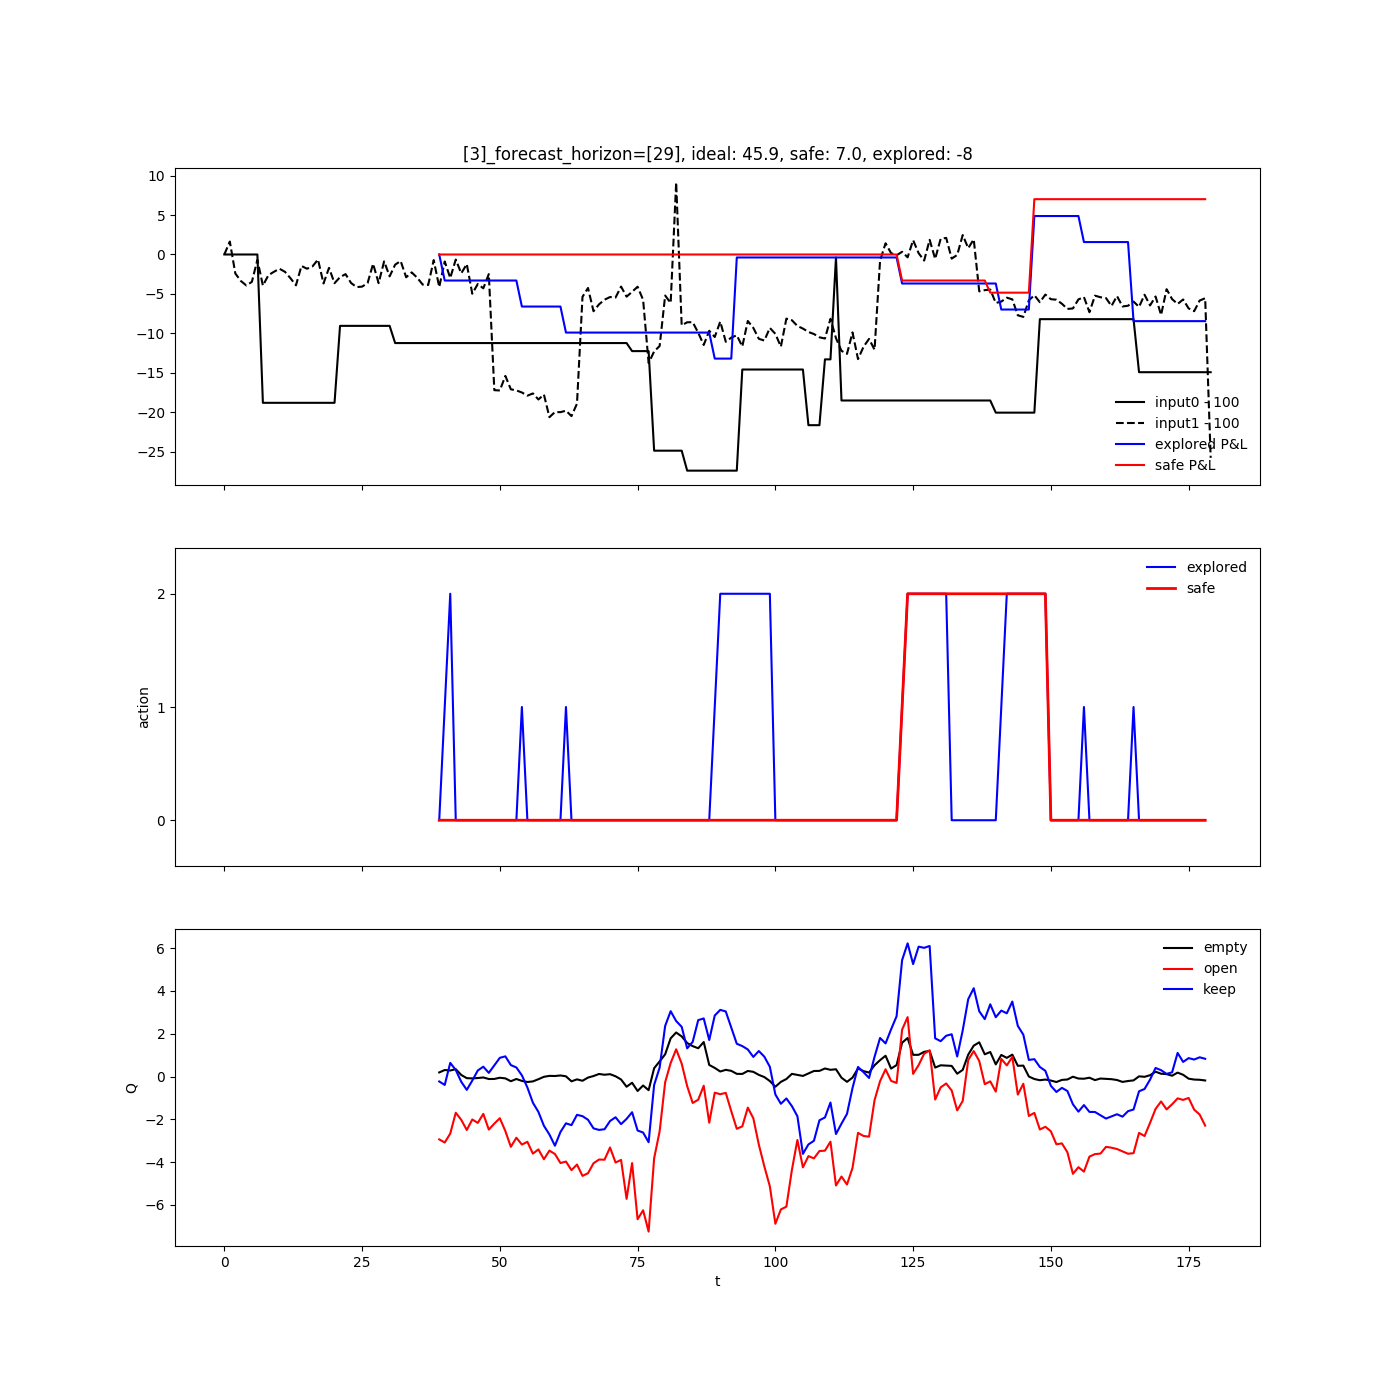 [3]_forecast_horizon=[29], ideal: 45.9, safe: 7.0, explored: -8
10
5
0
−5
−10
−15
−20
−25
input0 - 100
input1 - 100
explored P&L
safe P&L
2
1
0
action
explored
safe
6
4
2
0
−2
−4
−6
Q
empty
open
keep
0 25 50 75 100 125 150 175
t